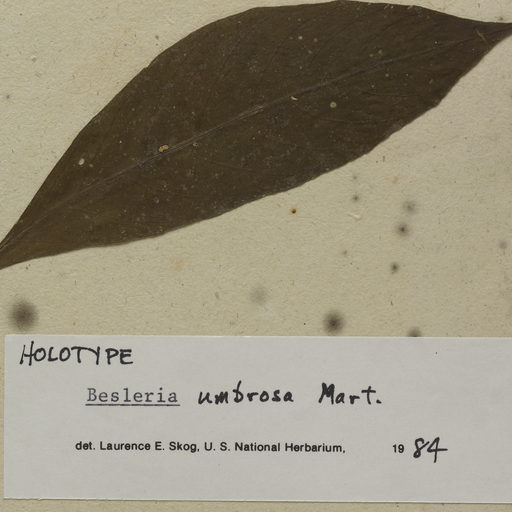 HOLOTYPE
Besleria umbrosa Mart.
det. Laurence E. Skog, U. S. National Herbarium, 1984